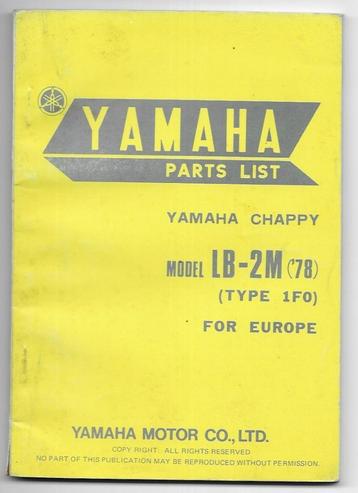 YAMAHA
PARTS LIST
YAMAHA CHAPPY
MODEL LB-2M ('78)
(TYPE 1F0)
FOR EUROPE
YAMAHA MOTOR CO., LTD.
COPY RIGHT: ALL RIGHTS RESERVED
NO PART OF THIS PUBLICATION MAY BE REPRODUCED WITHOUT PERMISSION.